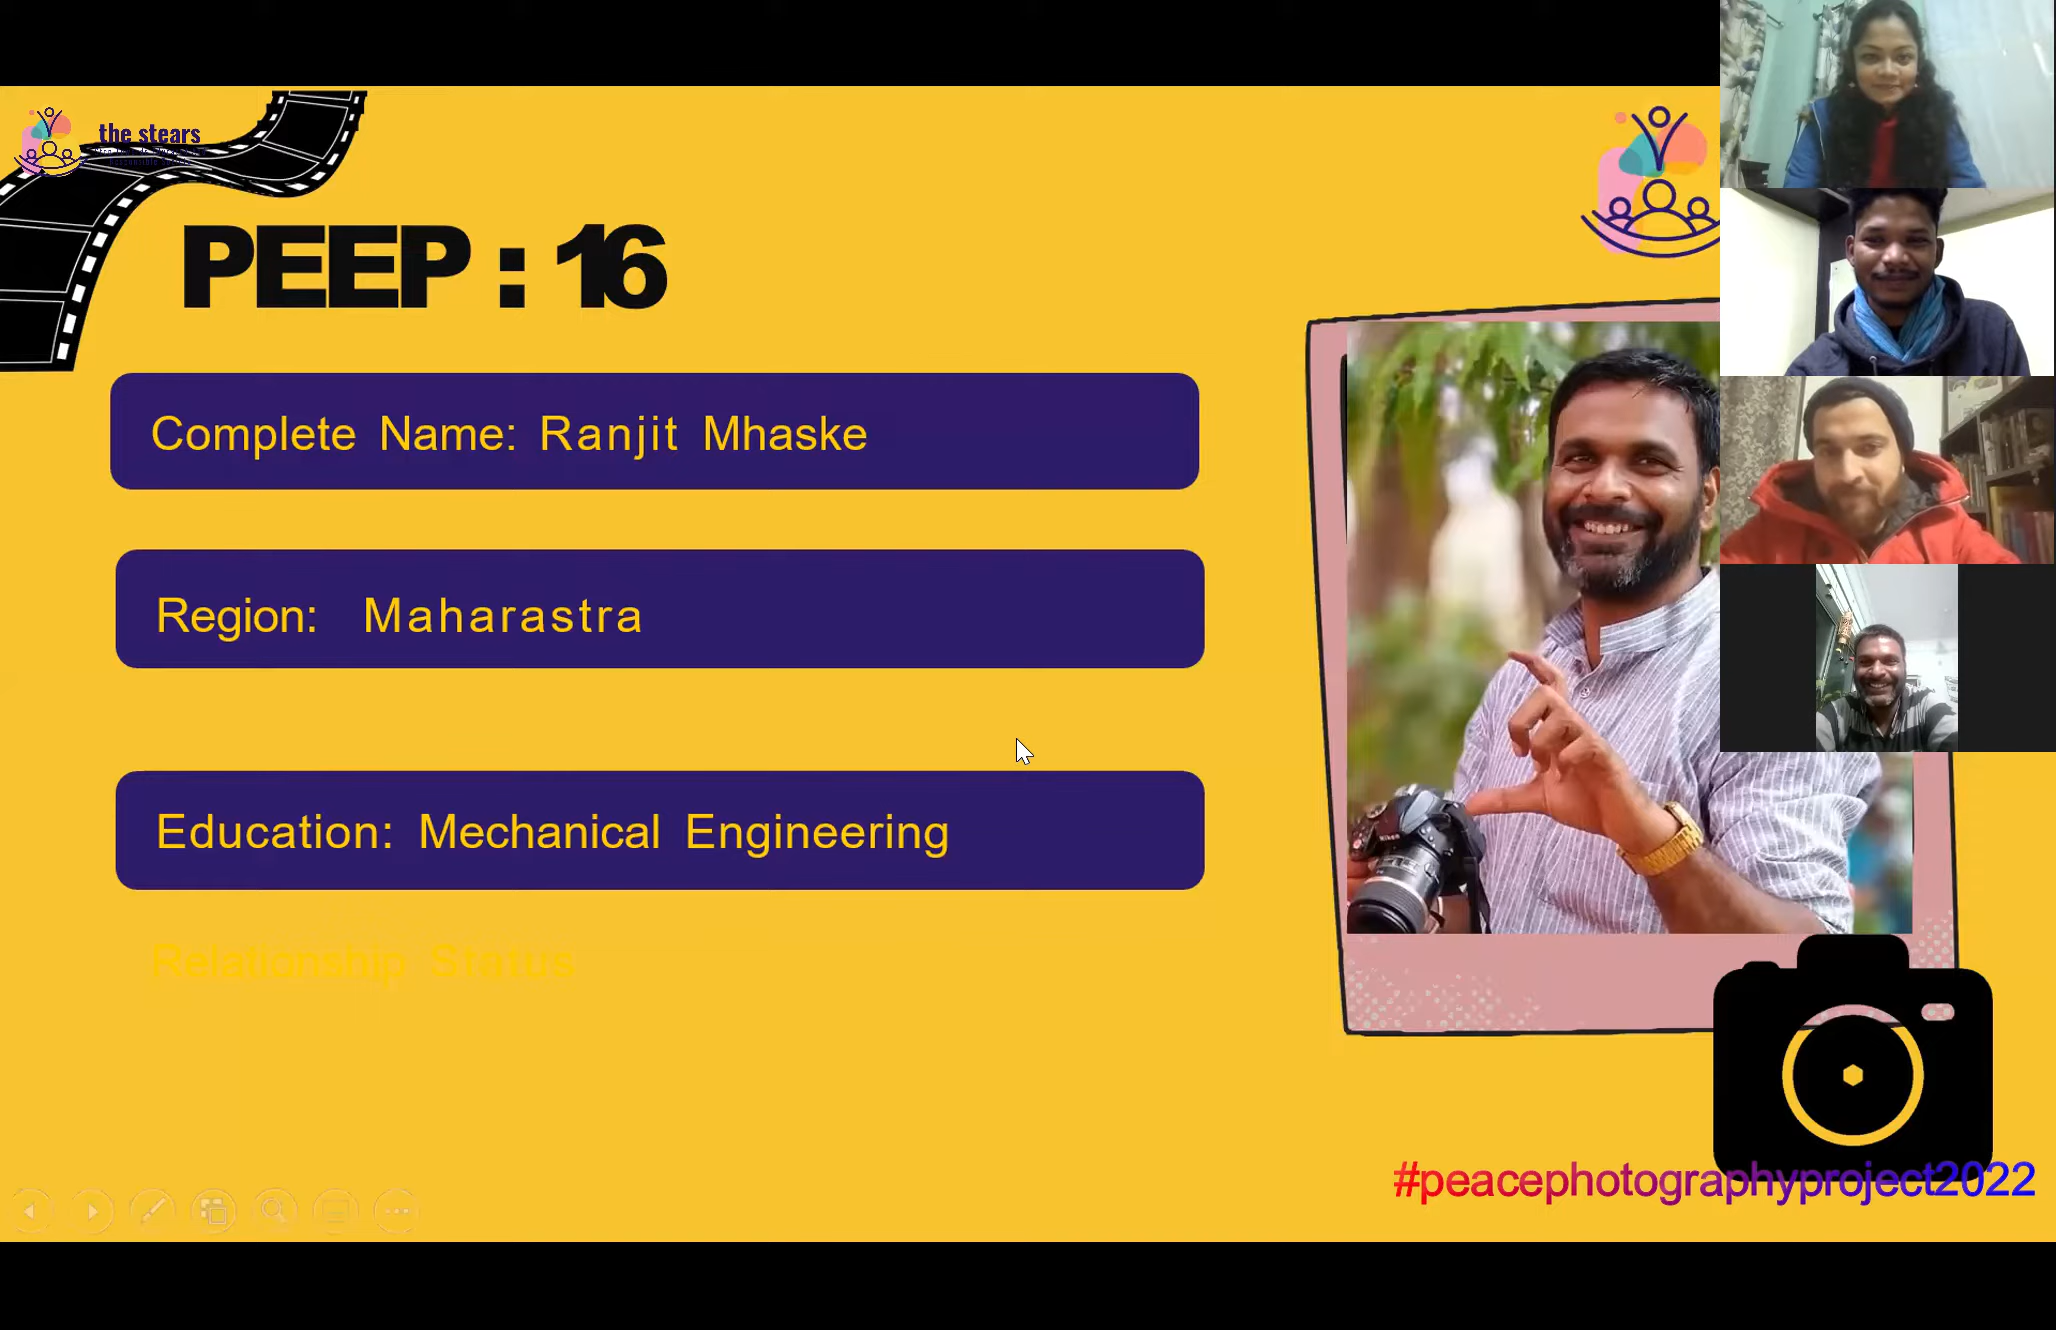 the stears
PEEP : 16
Complete Name: Ranjit Mhaske
Region: Maharastra
Education: Mechanical Engineering
Relationship Status
#peacephotographyproject2022